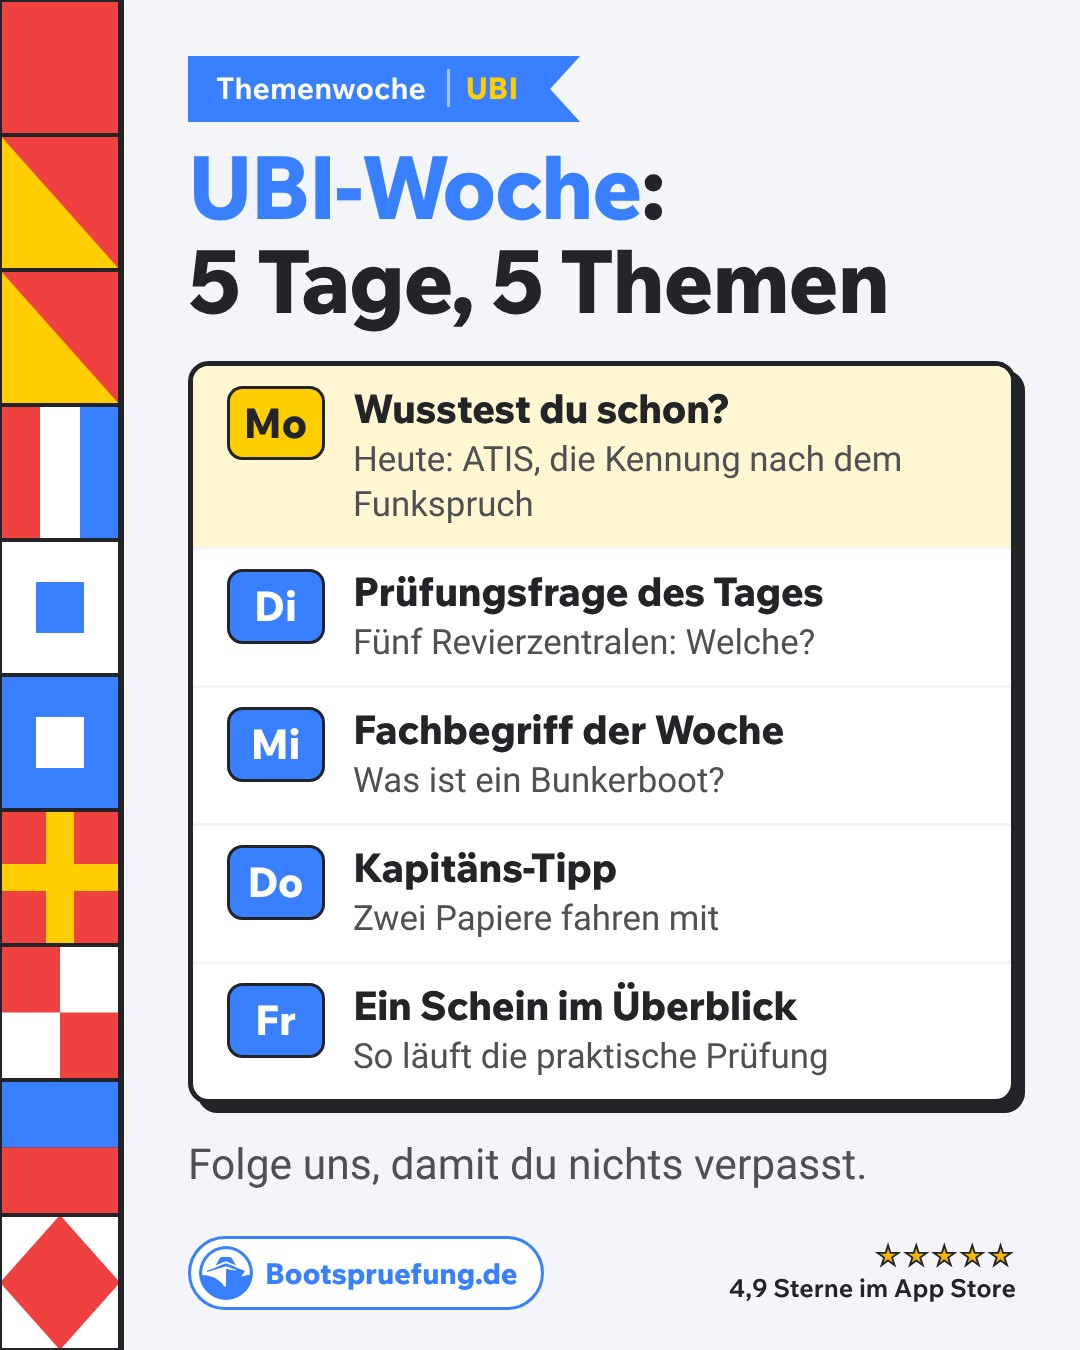 Themenwoche | UBI
UBI-Woche:
5 Tage, 5 Themen
Mo
Wusstest du schon?
Heute: ATIS, die Kennung nach dem
Funkspruch
Di
Prüfungsfrage des Tages
Fünf Revierzentralen: Welche?
Mi
Fachbegriff der Woche
Was ist ein Bunkerboot?
Do
Kapitäns-Tipp
Zwei Papiere fahren mit
Fr
Ein Schein im Überblick
So läuft die praktische Prüfung
Folge uns, damit du nichts verpasst.
Bootspruefung.de
★★★★★
4,9 Sterne im App Store